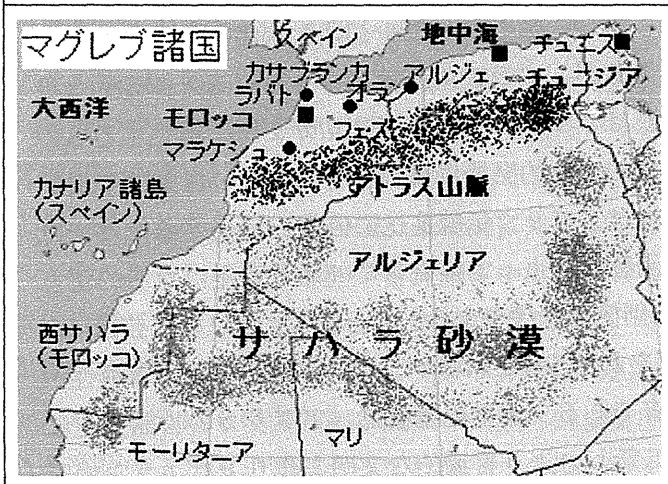 マグレブ諸国
スペイン
地中海
チュニス
カサブランカ
オラ
アルジェ
チュニジア
ラバト
大西洋
モロッコ
フェズ
マラケシュ
カナリア諸島
(スペイン)
アトラス山脈
アルジェリア
西サハラ
(モロッコ)
サハラ砂漠
モーリタニア
マリ